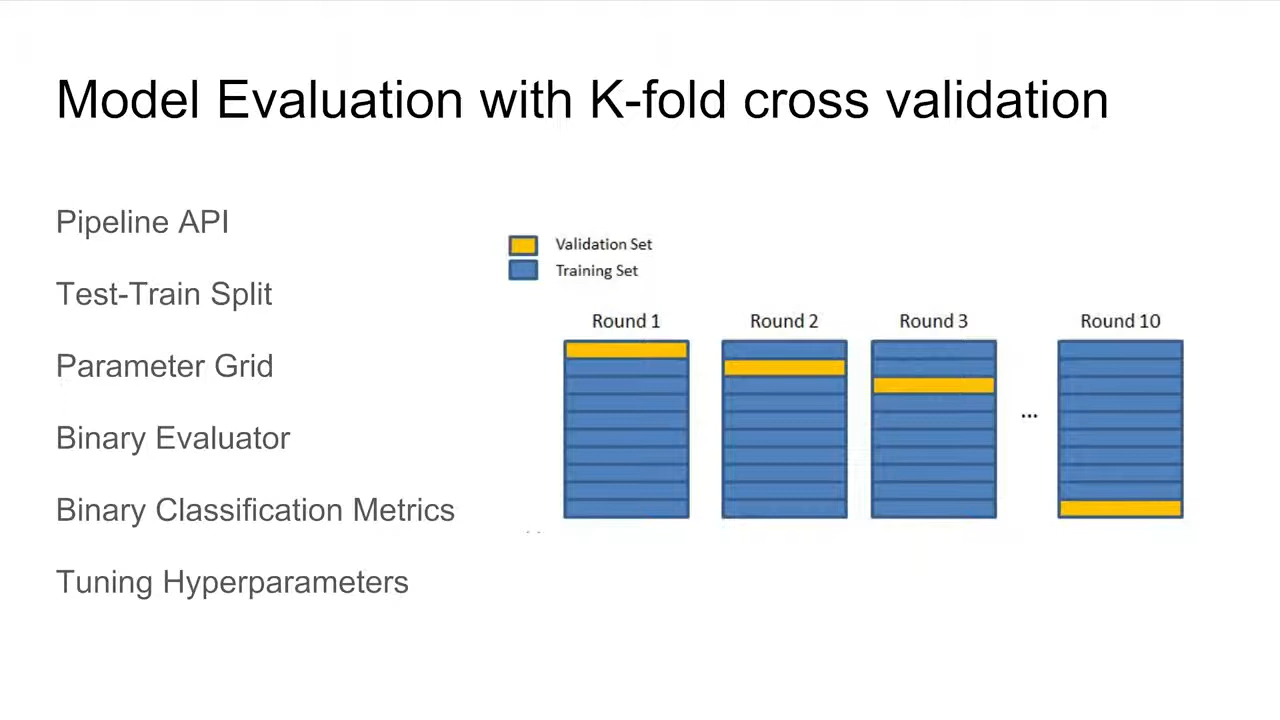 Model Evaluation with K-fold cross validation
Pipeline API
Test-Train Split
Parameter Grid
Binary Evaluator
Binary Classification Metrics
Tuning Hyperparameters
Validation Set
Training Set
Round 1 Round 2 Round 3 Round 10
...